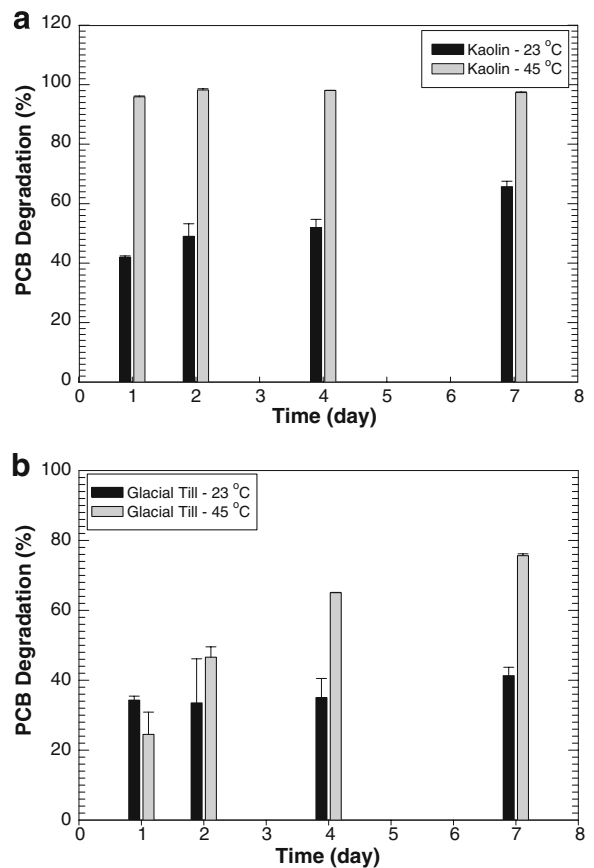 a
120
100
80
60
40
20
0
PCB Degradation (%)
Kaolin - 23 °C
Kaolin - 45 °C
0 1 2 3 4 5 6 7 8
Time (day)
b
100
80
60
40
20
0
PCB Degradation (%)
Glacial Till - 23 °C
Glacial Till - 45 °C
0 1 2 3 4 5 6 7 8
Time (day)